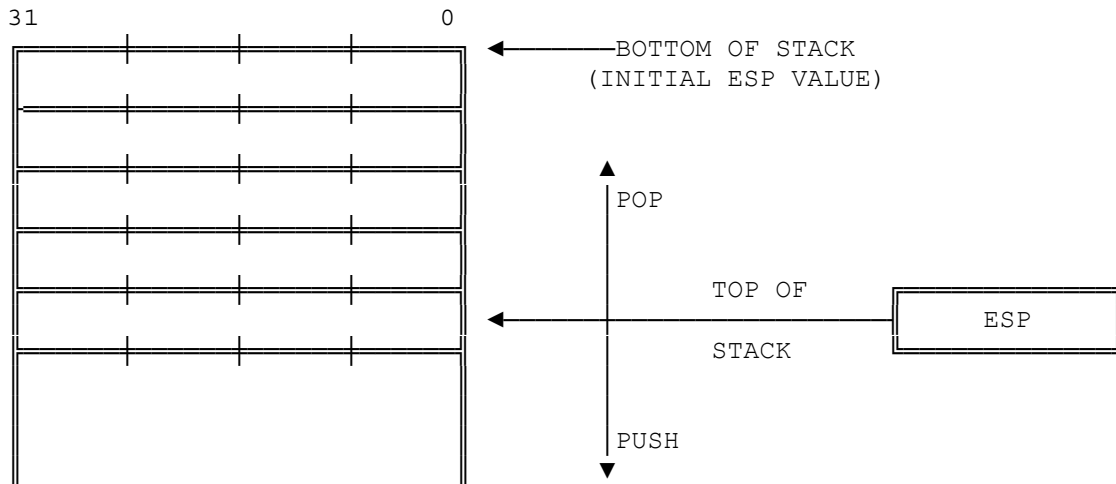 31 0
BOTTOM OF STACK
(INITIAL ESP VALUE)
POP
TOP OF
ESP
STACK
PUSH